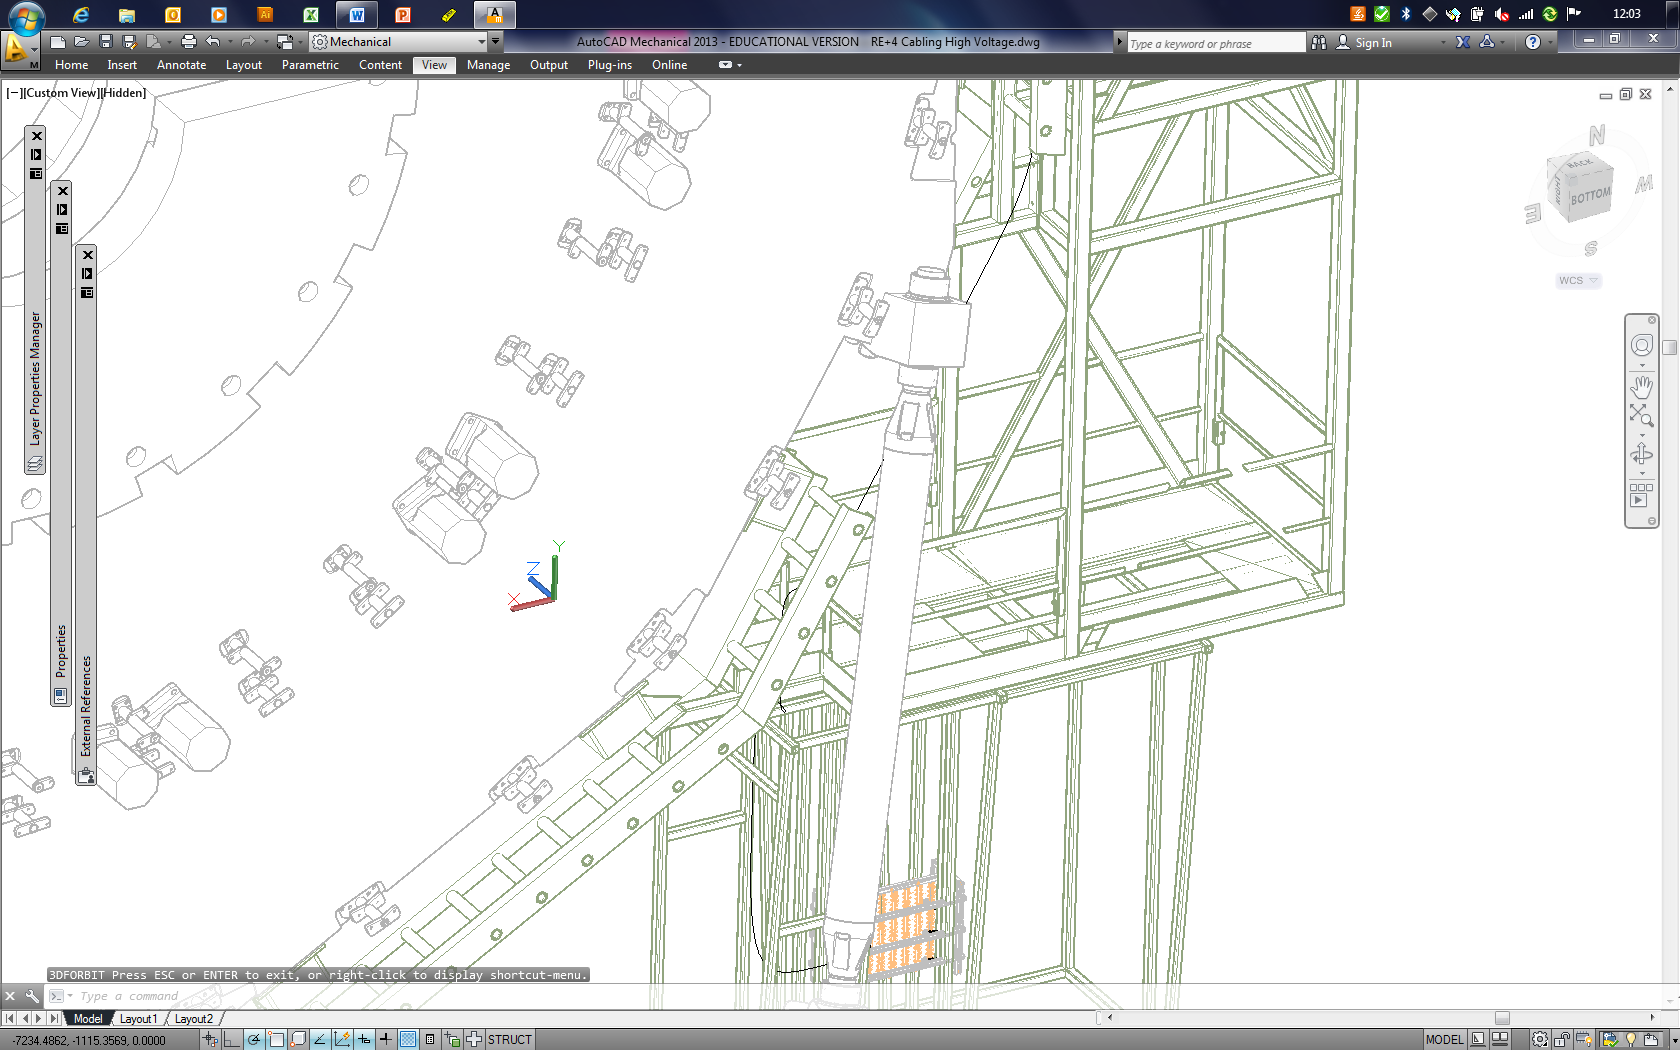 12:03
Mechanical
AutoCAD Mechanical 2013 - EDUCATIONAL VERSION RE+4 Cabling High Voltage.dwg
Type a keyword or phrase
Sign In
Home Insert Annotate Layout Parametric Content View Manage Output Plug-ins Online
[−][Custom View][Hidden]
N
W
S
E
BACK
RIGHT
BOTTOM
WCS
Layer Properties Manager
Properties
External References
Y
Z
X
3DFORBIT Press ESC or ENTER to exit, or right-click to display shortcut-menu.
Type a command
Model Layout1 Layout2
-7234.4862, -1115.3569, 0.0000
STRUCT
MODEL